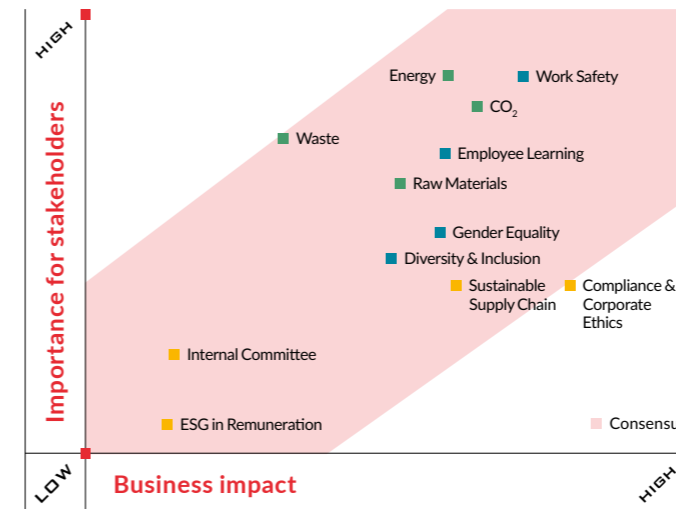 HIGH
Importance for stakeholders
Energy
Work Safety
CO2
Waste
Employee Learning
Raw Materials
Gender Equality
Diversity & Inclusion
Sustainable
Supply Chain
Compliance &
Corporate
Ethics
Internal Committee
ESG in Remuneration
Consensu
LOW
Business impact
HIGH